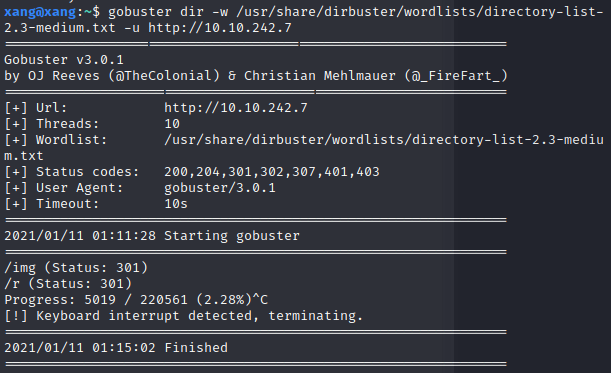 xang@xang:~$ gobuster dir -w /usr/share/dirbuster/wordlists/directory-list-
2.3-medium.txt -u http://10.10.242.7
===============================================================
Gobuster v3.0.1
by OJ Reeves (@TheColonial) & Christian Mehlmauer (@_FireFart_)
===============================================================
[+] Url:            http://10.10.242.7
[+] Threads:        10
[+] Wordlist:       /usr/share/dirbuster/wordlists/directory-list-2.3-mediu
m.txt
[+] Status codes:   200,204,301,302,307,401,403
[+] User Agent:     gobuster/3.0.1
[+] Timeout:        10s
===============================================================
2021/01/11 01:11:28 Starting gobuster
===============================================================
/img (Status: 301)
/r (Status: 301)
Progress: 5019 / 220561 (2.28%)^C
[!] Keyboard interrupt detected, terminating.
===============================================================
2021/01/11 01:15:02 Finished
===============================================================